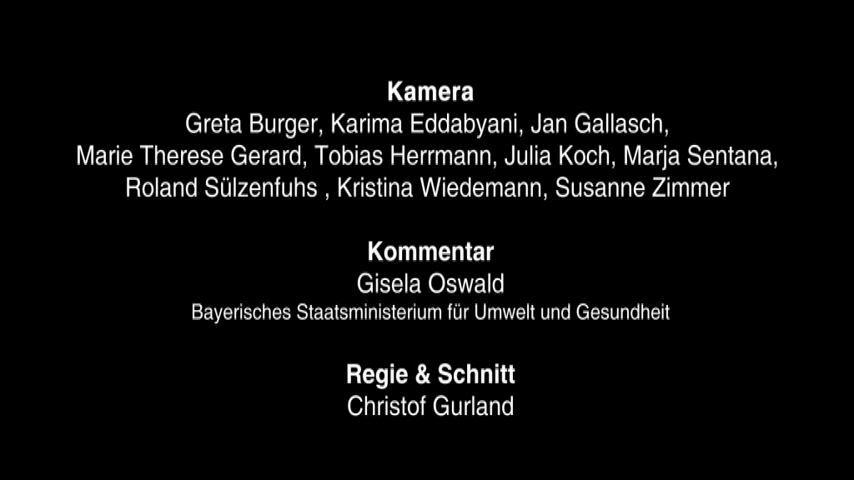 Kamera
Greta Burger, Karima Eddabyani, Jan Gallasch,
Marie Therese Gerard, Tobias Herrmann, Julia Koch, Marja Sentana,
Roland Sülzenfuhs , Kristina Wiedemann, Susanne Zimmer
Kommentar
Gisela Oswald
Bayerisches Staatsministerium für Umwelt und Gesundheit
Regie & Schnitt
Christof Gurland